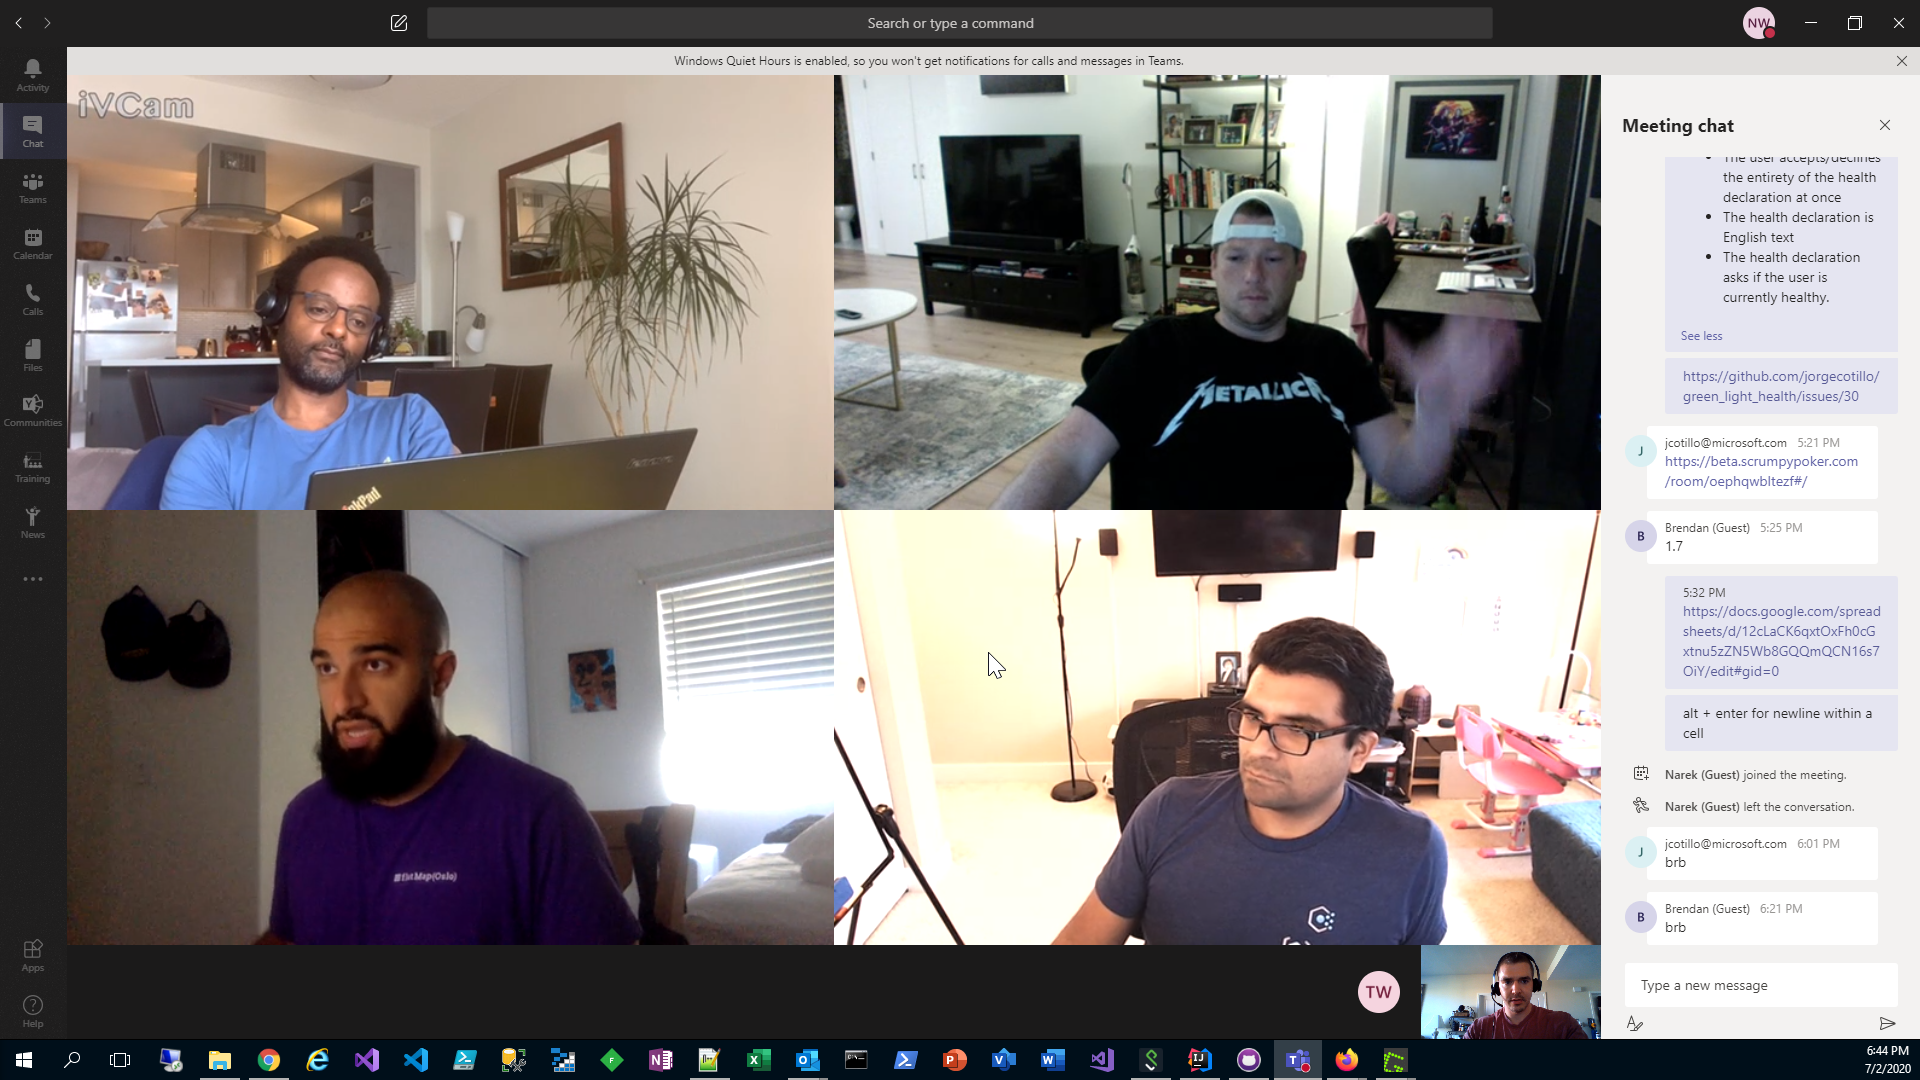 Search or type a command
NW
Windows Quiet Hours is enabled, so you won't get notifications for calls and messages in Teams.
Activity
Chat
Teams
Calendar
Calls
Files
Communities
Training
News
Apps
Help
iVCam
METALLICA
Lenovo
nkPad
TW
Meeting chat
The user accepts/declines
the entirety of the health
declaration at once
The health declaration is
English text
The health declaration
asks if the user is
currently healthy.
See less
https://github.com/jorgecotillo/
green_light_health/issues/30
J
jcotillo@microsoft.com 5:21 PM
https://beta.scrumpypoker.com
/room/oephqwbltezf#/
B
Brendan (Guest) 5:25 PM
1.7
5:32 PM
https://docs.google.com/spread
sheets/d/12cLaCK6qxtOxFh0cG
xtnu5zZN5Wb8GQQmQCN16s7
OiY/edit#gid=0
alt + enter for newline within a
cell
Narek (Guest) joined the meeting.
Narek (Guest) left the conversation.
J
jcotillo@microsoft.com 6:01 PM
brb
B
Brendan (Guest) 6:21 PM
brb
Type a new message
6:44 PM
7/2/2020